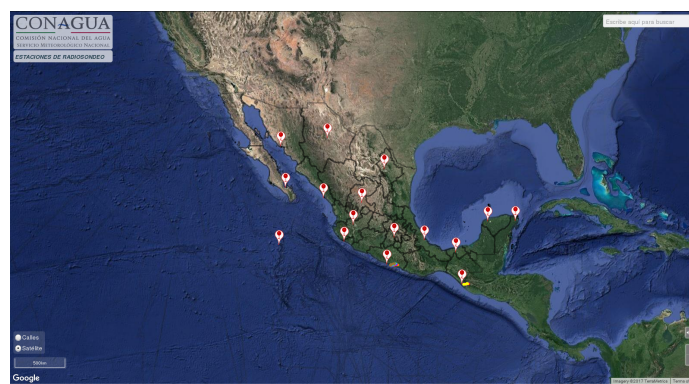 CONAGUA
COMISIÓN NACIONAL DEL AGUA
SERVICIO METEOROLÓGICO NACIONAL
ESTACIONES DE RADIOSONDEO
Escribe aquí para buscar
Calles
Satélite
500km
Google
Imagery ©2017 TerraMetrics